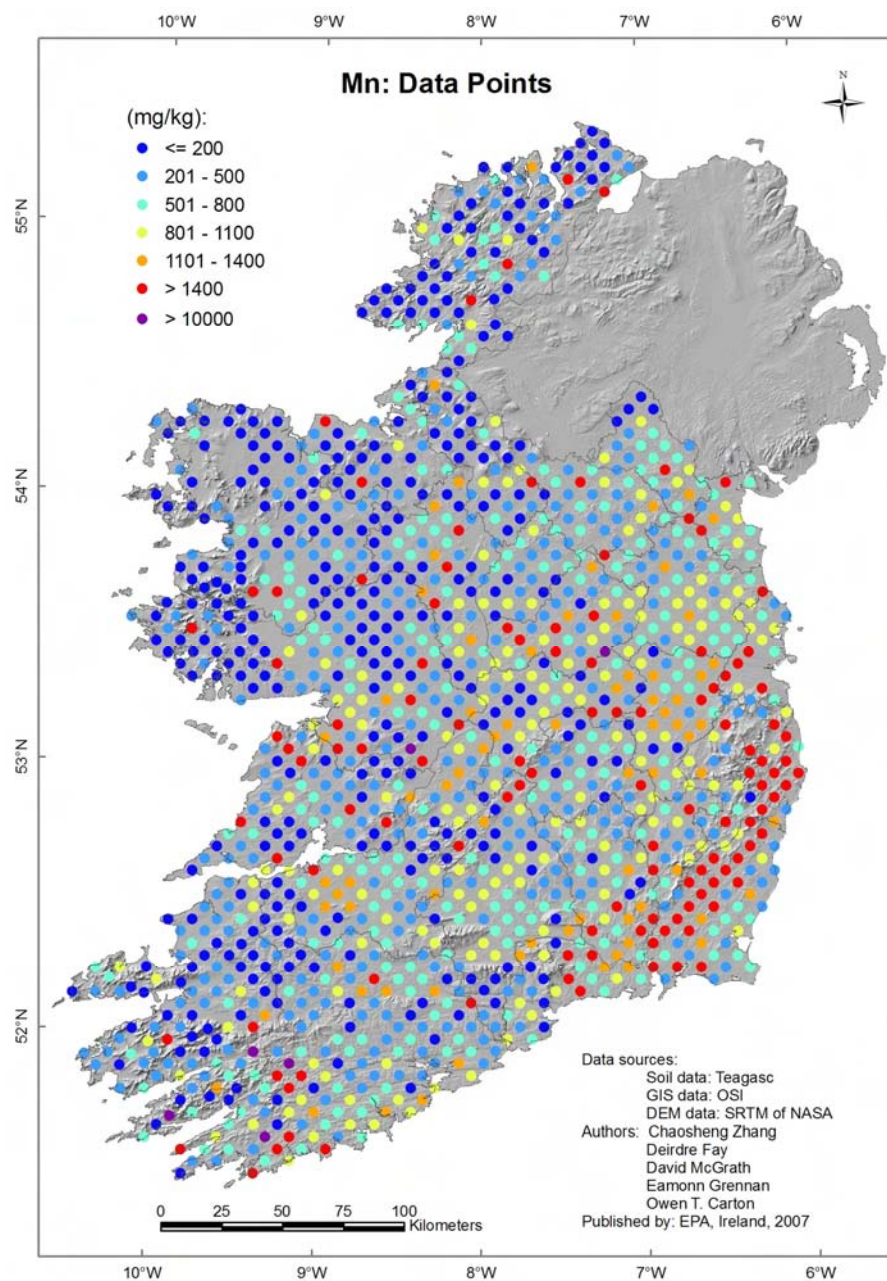 10°W 9°W 8°W 7°W 6°W
Mn: Data Points
N
(mg/kg):
<= 200
201 - 500
501 - 800
801 - 1100
1101 - 1400
> 1400
> 10000
55°N
54°N
53°N
52°N
Data sources:
Soil data: Teagasc
GIS data: OSI
DEM data: SRTM of NASA
Authors: Chaosheng Zhang
Deirdre Fay
David McGrath
Eamonn Grennan
Owen T. Carton
Published by: EPA, Ireland, 2007
0 25 50 75 100
Kilometers
10°W 9°W 8°W 7°W 6°W